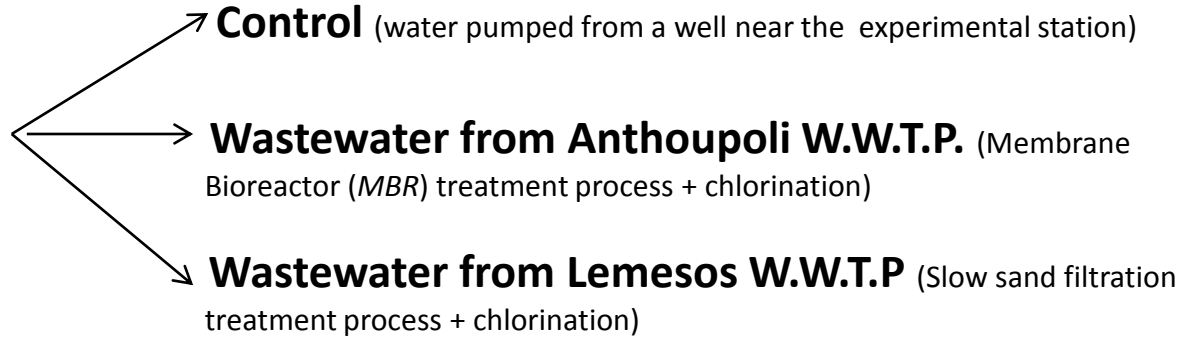 Control (water pumped from a well near the experimental station)
Wastewater from Anthoupoli W.W.T.P. (Membrane
Bioreactor (MBR) treatment process + chlorination)
Wastewater from Lemesos W.W.T.P (Slow sand filtration
treatment process + chlorination)